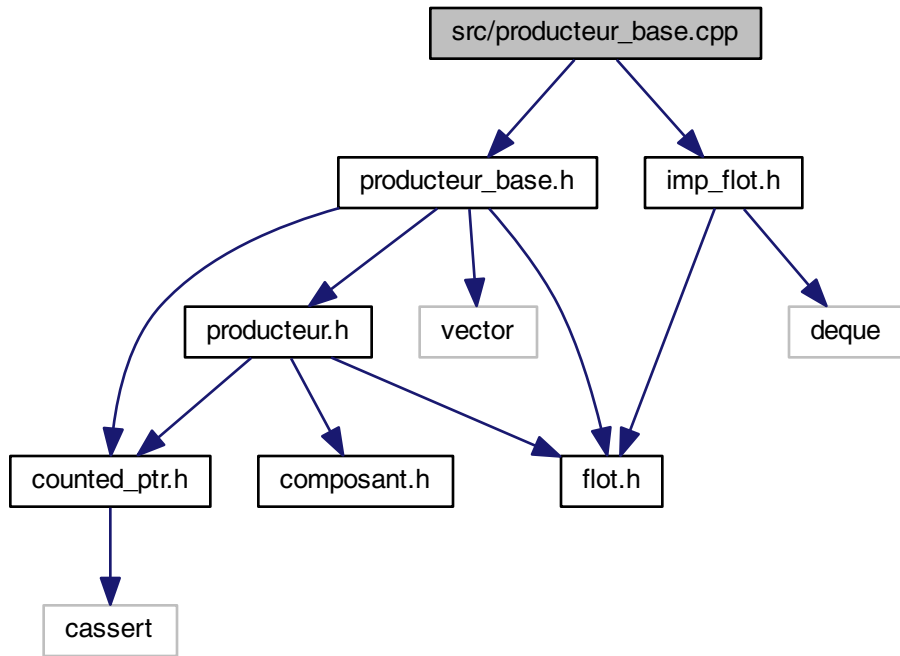 src/producteur_base.cpp
producteur_base.h
imp_flot.h
producteur.h
vector
deque
counted_ptr.h
composant.h
flot.h
cassert